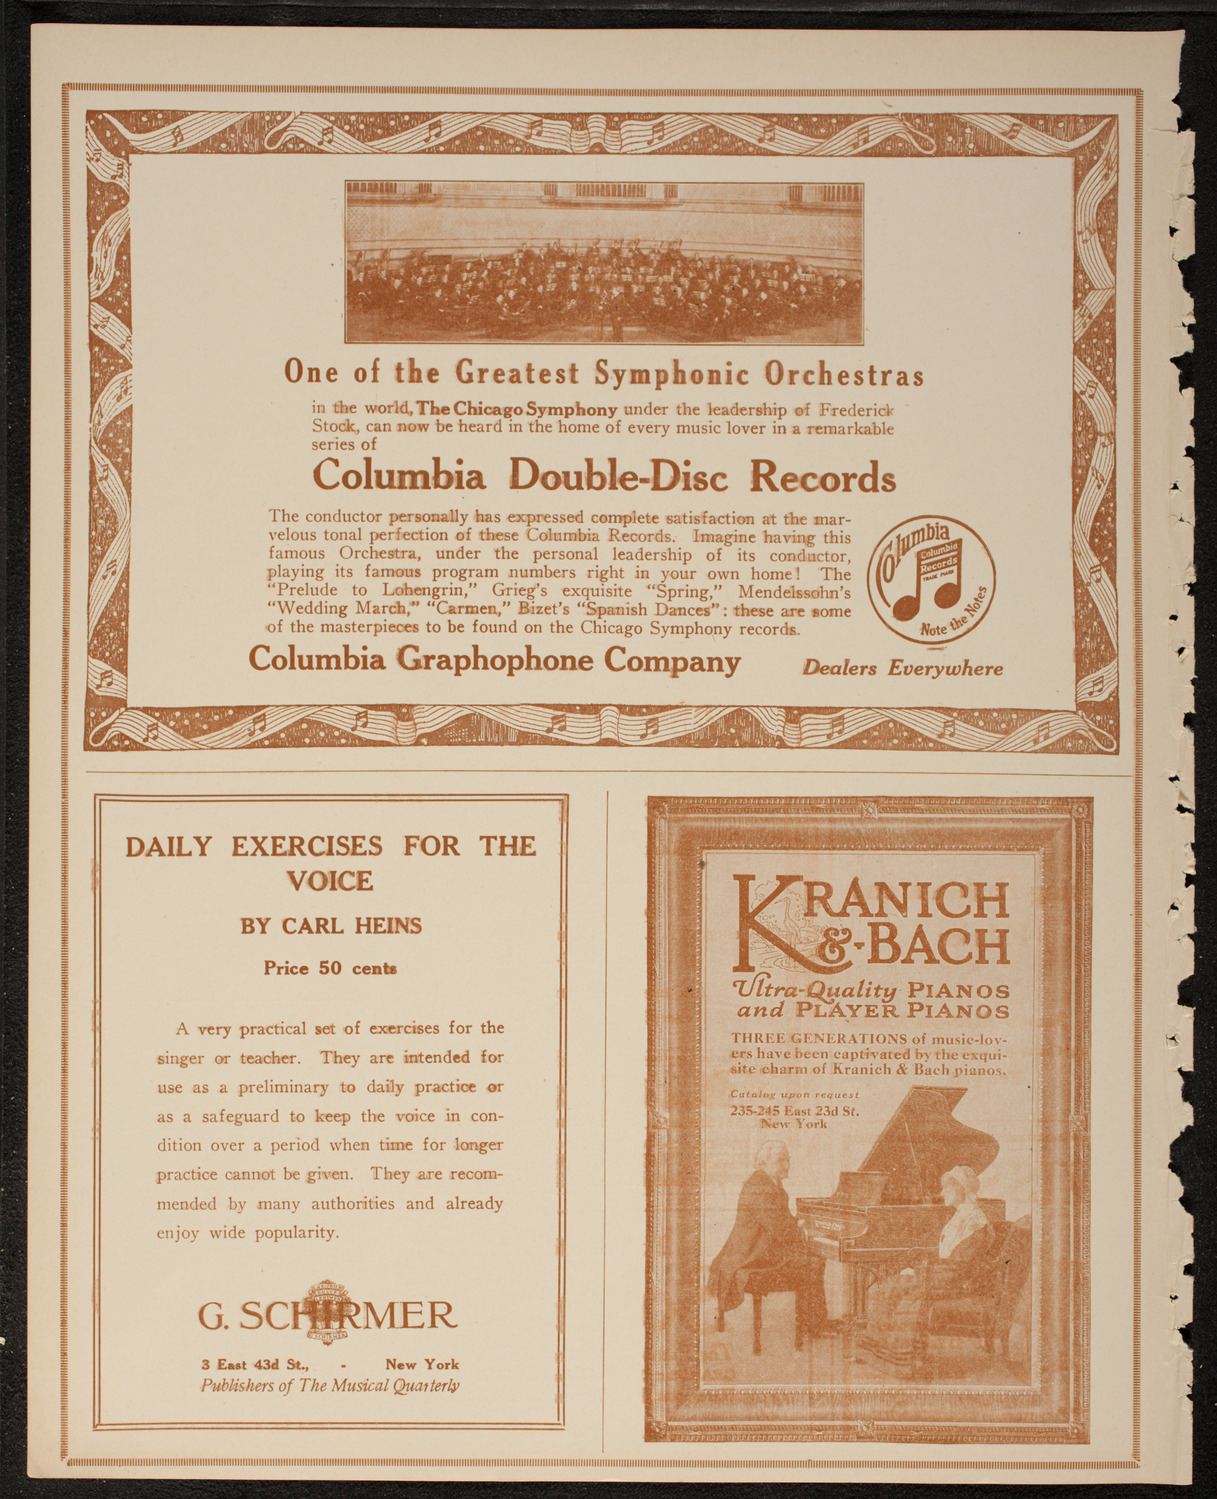 One of the Greatest Symphonic Orchestras
in the world, The Chicago Symphony under the leadership of Frederick
Stock, can now be heard in the home of every music lover in a remarkable
series of
Columbia Double-Disc Records
The conductor personally has expressed complete satisfaction at the mar-
velous tonal perfection of these Columbia Records. Imagine having this
famous Orchestra, under the personal leadership of its conductor,
playing its famous program numbers right in your own home! The
“Prelude to Lohengrin,” Grieg’s exquisite “Spring,” Mendelssohn’s
“Wedding March,” “Carmen,” Bizet’s “Spanish Dances”: these are some
of the masterpieces to be found on the Chicago Symphony records.
Columbia
Columbia
Records
TRADE MARK
Note the Notes
Columbia Graphophone Company Dealers Everywhere
DAILY EXERCISES FOR THE
VOICE
BY CARL HEINS
Price 50 cents
A very practical set of exercises for the
singer or teacher. They are intended for
use as a preliminary to daily practice or
as a safeguard to keep the voice in con-
dition over a period when time for longer
practice cannot be given. They are recom-
mended by many authorities and already
enjoy wide popularity.
G. SCHIRMER
3 East 43d St., - New York
Publishers of The Musical Quarterly
KRANICH
&-BACH
Ultra-Quality PIANOS
and PLAYER PIANOS
THREE GENERATIONS of music-lov-
ers have been captivated by the exqui-
site charm of Kranich & Bach pianos.
Catalog upon request
235-245 East 23d St.
New York